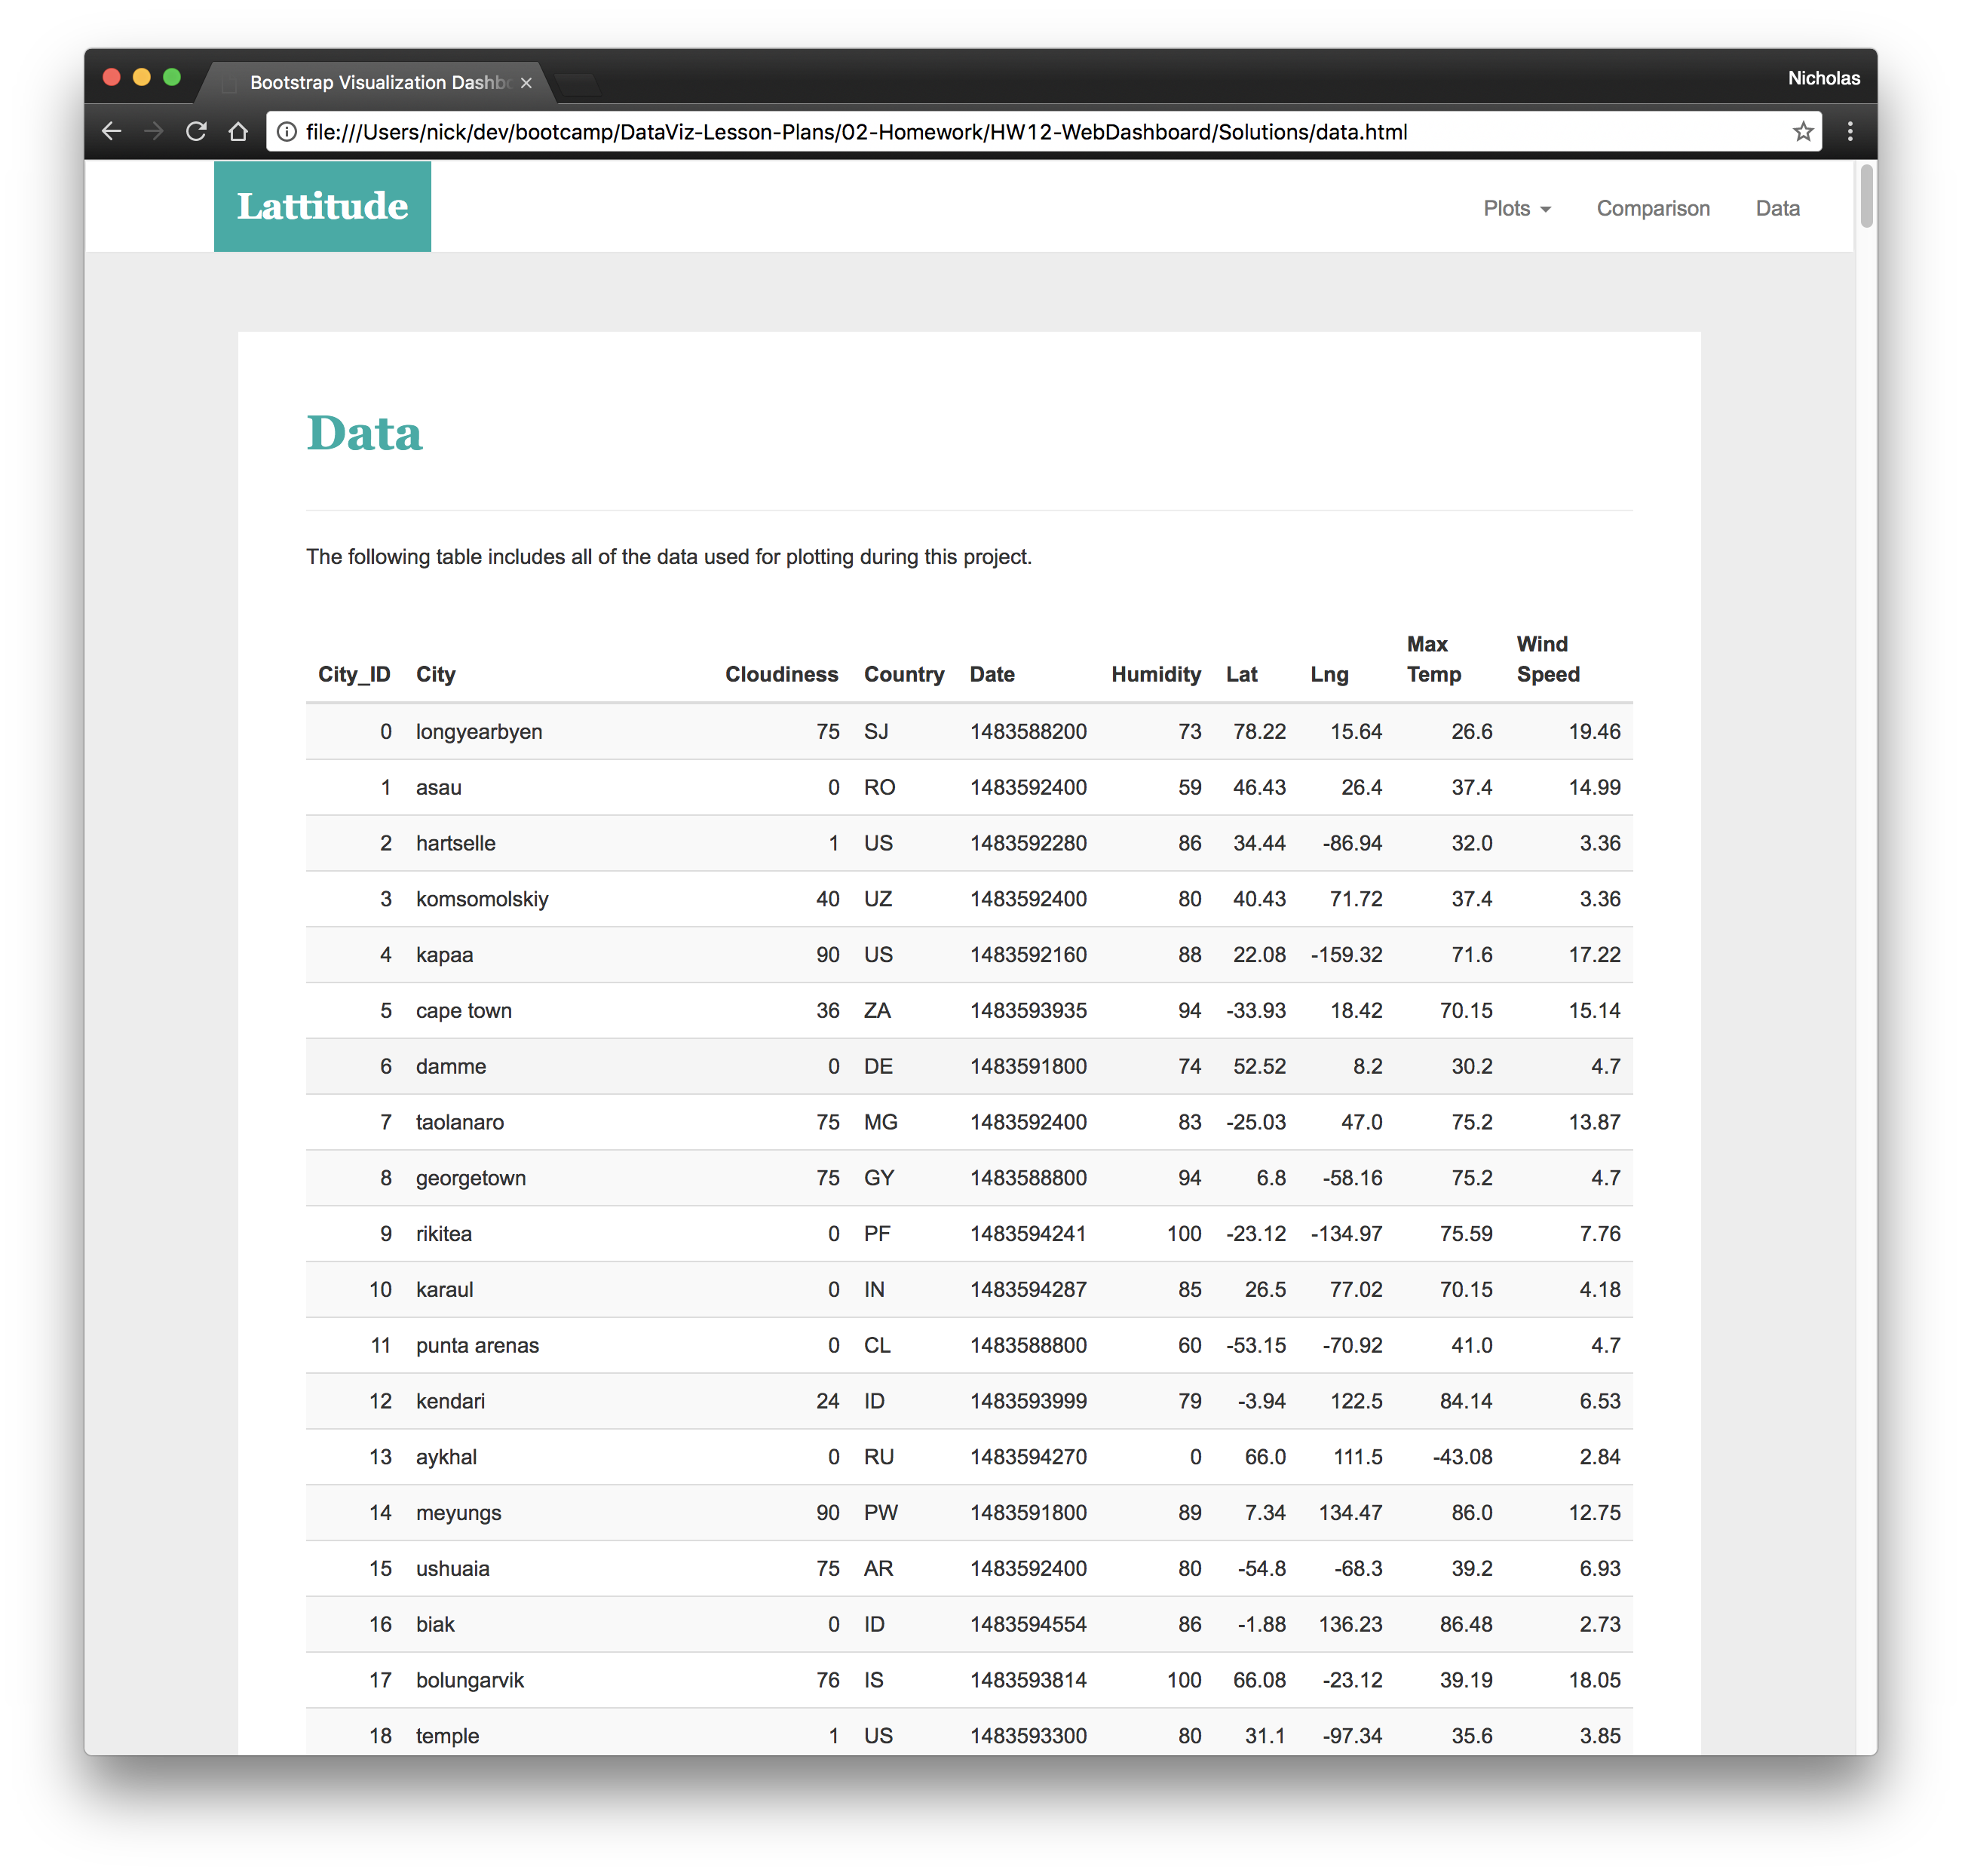 Bootstrap Visualization Dashbo
Nicholas
file:///Users/nick/dev/bootcamp/DataViz-Lesson-Plans/02-Homework/HW12-WebDashboard/Solutions/data.html
Lattitude
Plots Comparison Data
Data
The following table includes all of the data used for plotting during this project.
City_ID City Cloudiness Country Date Humidity Lat Lng Max Temp Wind Speed
0 longyearbyen 75 SJ 1483588200 73 78.22 15.64 26.6 19.46
1 asau 0 RO 1483592400 59 46.43 26.4 37.4 14.99
2 hartselle 1 US 1483592280 86 34.44 -86.94 32.0 3.36
3 komsomolskiy 40 UZ 1483592400 80 40.43 71.72 37.4 3.36
4 kapaa 90 US 1483592160 88 22.08 -159.32 71.6 17.22
5 cape town 36 ZA 1483593935 94 -33.93 18.42 70.15 15.14
6 damme 0 DE 1483591800 74 52.52 8.2 30.2 4.7
7 taolanaro 75 MG 1483592400 83 -25.03 47.0 75.2 13.87
8 georgetown 75 GY 1483588800 94 6.8 -58.16 75.2 4.7
9 rikitea 0 PF 1483594241 100 -23.12 -134.97 75.59 7.76
10 karaul 0 IN 1483594287 85 26.5 77.02 70.15 4.18
11 punta arenas 0 CL 1483588800 60 -53.15 -70.92 41.0 4.7
12 kendari 24 ID 1483593999 79 -3.94 122.5 84.14 6.53
13 aykhal 0 RU 1483594270 0 66.0 111.5 -43.08 2.84
14 meyungs 90 PW 1483591800 89 7.34 134.47 86.0 12.75
15 ushuaia 75 AR 1483592400 80 -54.8 -68.3 39.2 6.93
16 biak 0 ID 1483594554 86 -1.88 136.23 86.48 2.73
17 bolungarvik 76 IS 1483593814 100 66.08 -23.12 39.19 18.05
18 temple 1 US 1483593300 80 31.1 -97.34 35.6 3.85